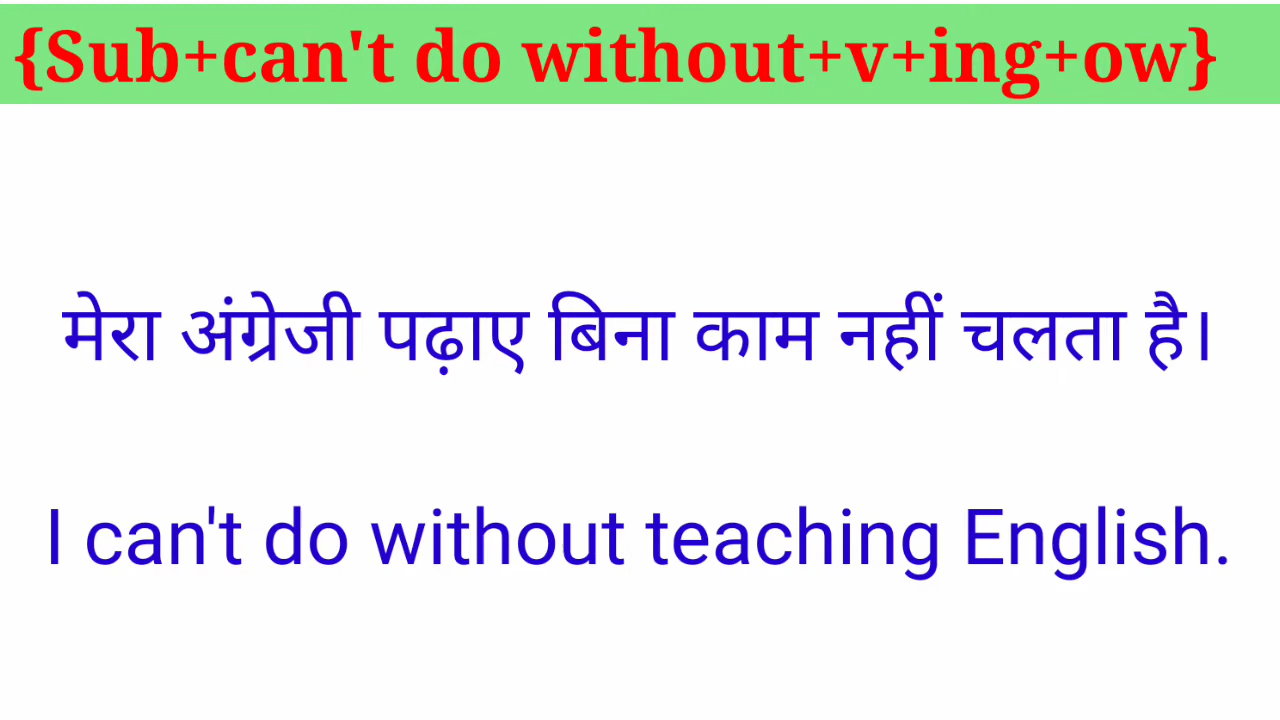 {Sub+can't do without+v+ing+ow}
मेरा अंग्रेजी पढ़ाए बिना काम नहीं चलता है।
I can't do without teaching English.